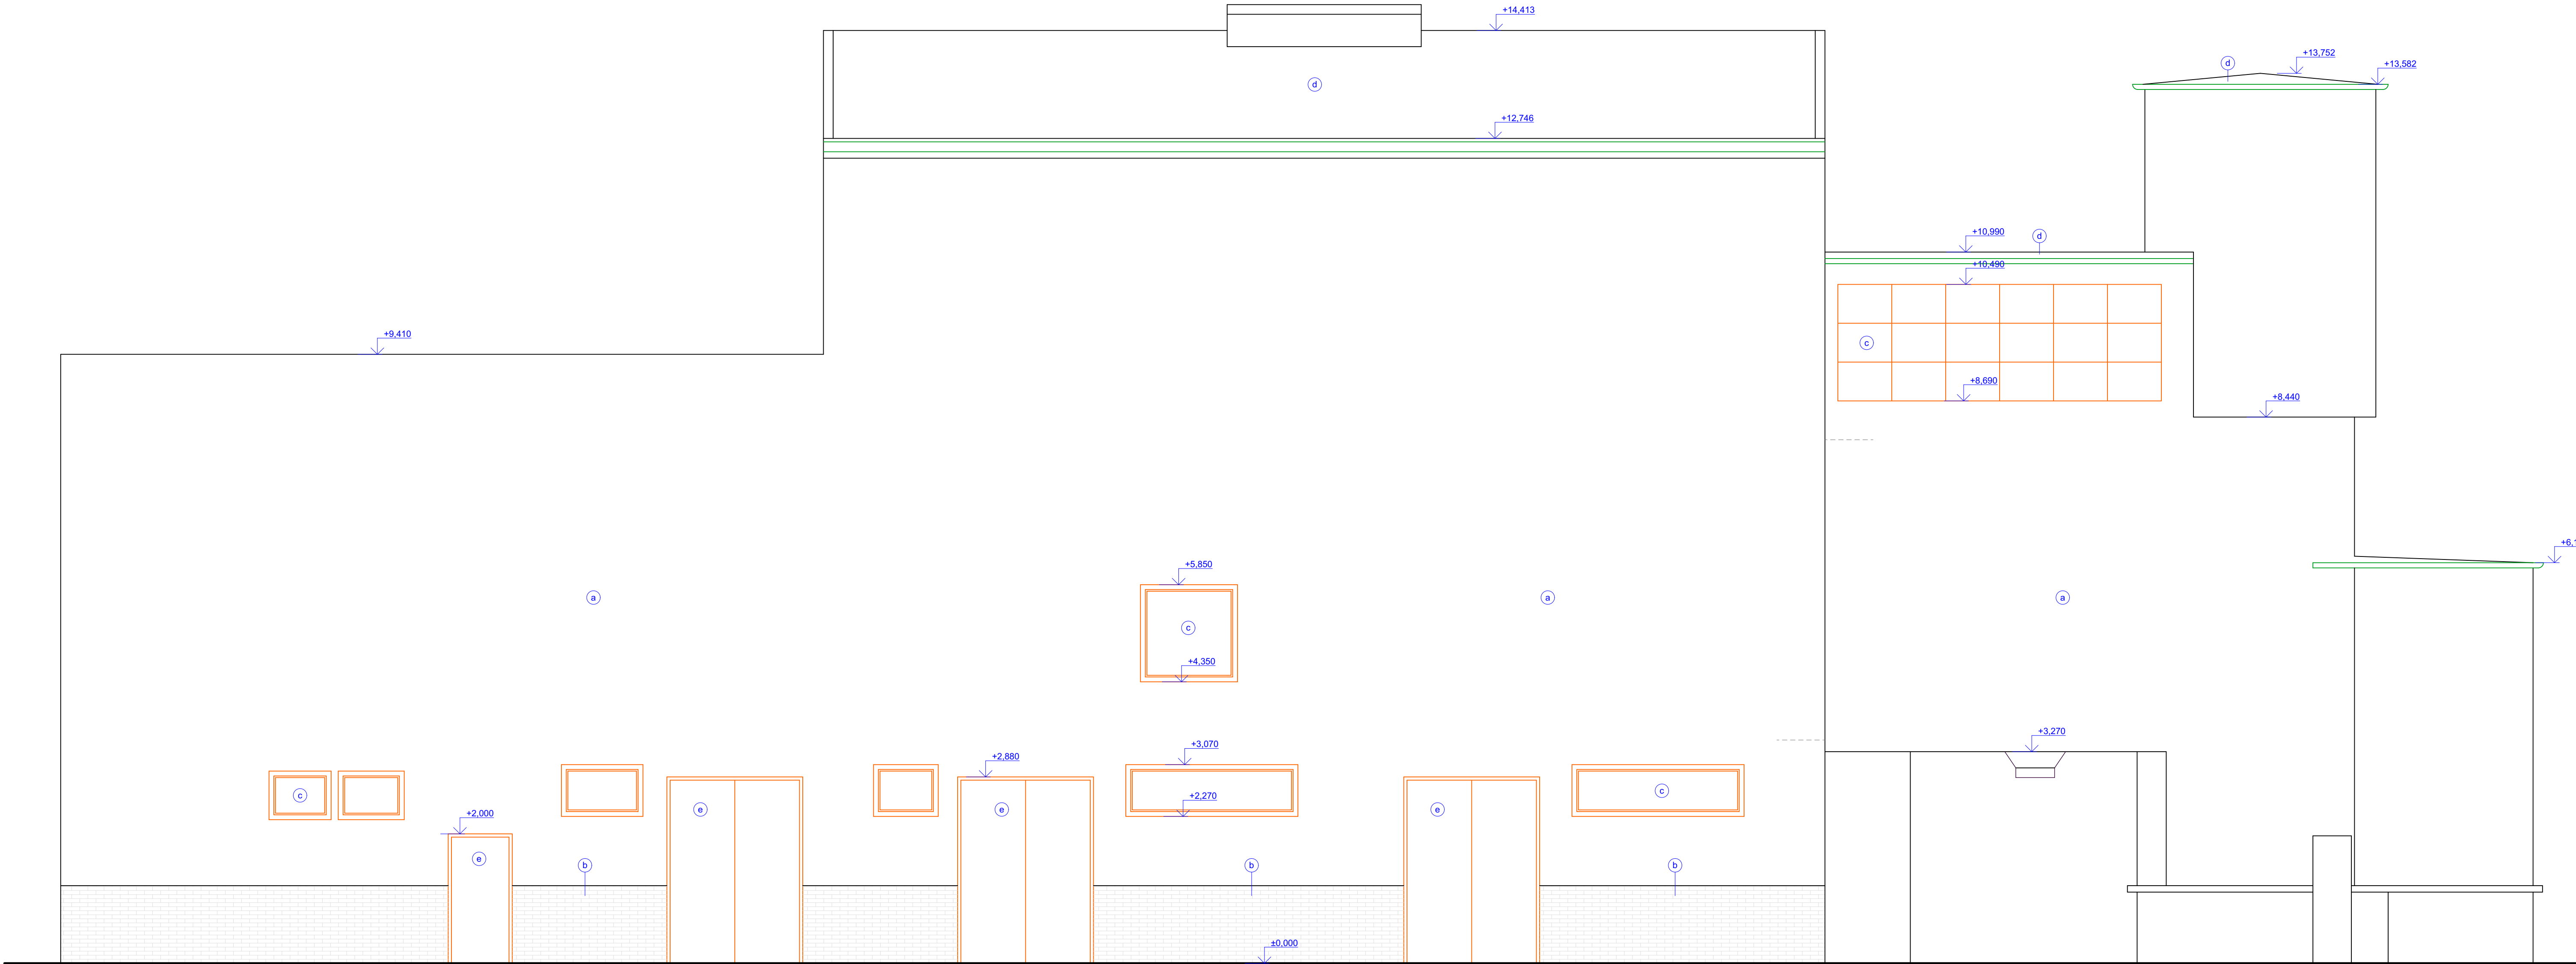 +14,413
+13,752
d
+13,582
d
+12,746
+10,990
d
+10,490
+9,410
c
+8,690
+8,440
+5,850
a
a
a
c
+4,350
+3,270
+3,070
+2,880
c
c
+2,270
e
e
e
+2,000
e
b
b
b
±0,000